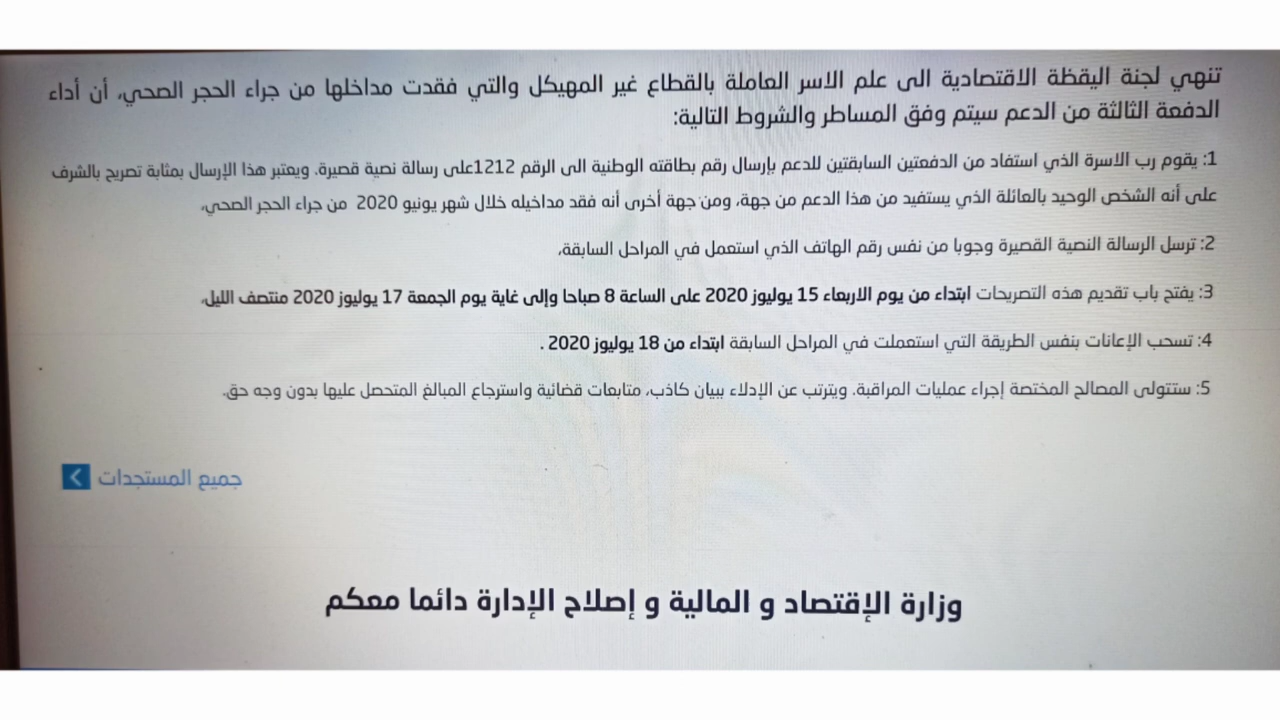 تنهي لجنة اليقظة الاقتصادية الى علم الاسر العاملة بالقطاع غير المهيكل والتي فقدت مداخلها من جراء الحجر الصحي، أن أداء
الدفعة الثالثة من الدعم سيتم وفق المساطر والشروط التالية:
1: يقوم رب الاسرة الذي استفاد من الدفعتين السابقتين للدعم بإرسال رقم بطاقته الوطنية الى الرقم 1212على رسالة نصية قصيرة. ويعتبر هذا الإرسال بمثابة تصريح بالشرف
على أنه الشخص الوحيد بالعائلة الذي يستفيد من هذا الدعم من جهة، ومن جهة أخرى أنه فقد مداخيله خلال شهر يونيو 2020 من جراء الحجر الصحي،
2: ترسل الرسالة النصية القصيرة وجوبا من نفس رقم الهاتف الذي استعمل في المراحل السابقة،
3: يفتح باب تقديم هذه التصريحات ابتداء من يوم الاربعاء 15 يوليوز 2020 على الساعة 8 صباحا وإلى غاية يوم الجمعة 17 يوليوز 2020 منتصف الليل،
4: تسحب الإعانات بنفس الطريقة التي استعملت في المراحل السابقة ابتداء من 18 يوليوز 2020 .
5: ستتولى المصالح المختصة إجراء عمليات المراقبة. ويترتب عن الإدلاء ببيان كاذب، متابعات قضائية واسترجاع المبالغ المتحصل عليها بدون وجه حق.
جميع المستجدات
وزارة الإقتصاد و المالية و إصلاح الإدارة دائما معكم